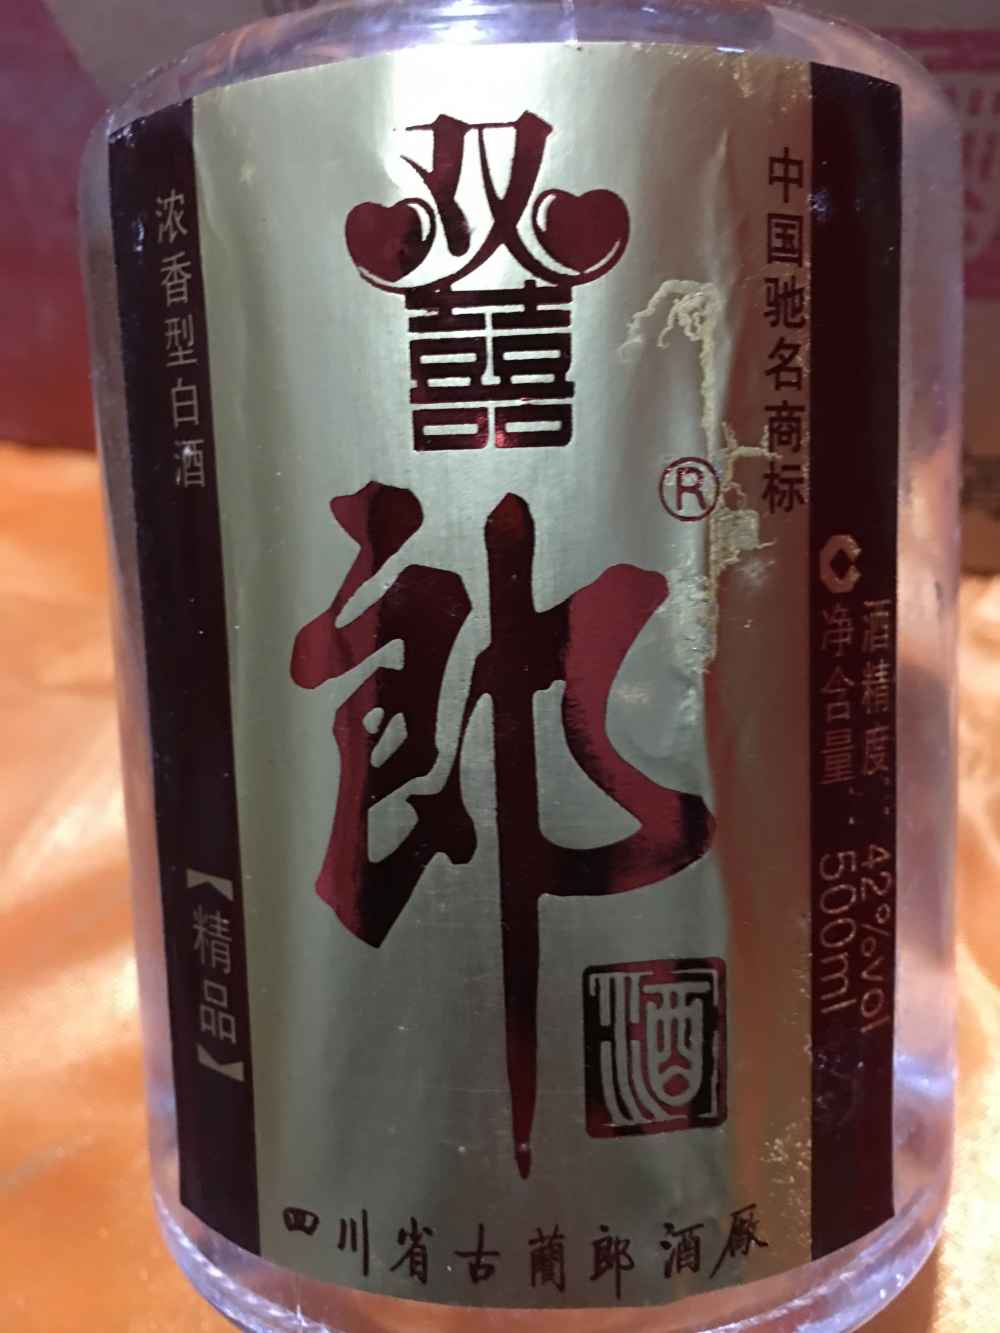 浓香型白酒
【精品】
双
囍
郎
®
酒
中国驰名商标
C
酒精度：42%vol
净含量：500ml
四川省古蔺郎酒厰